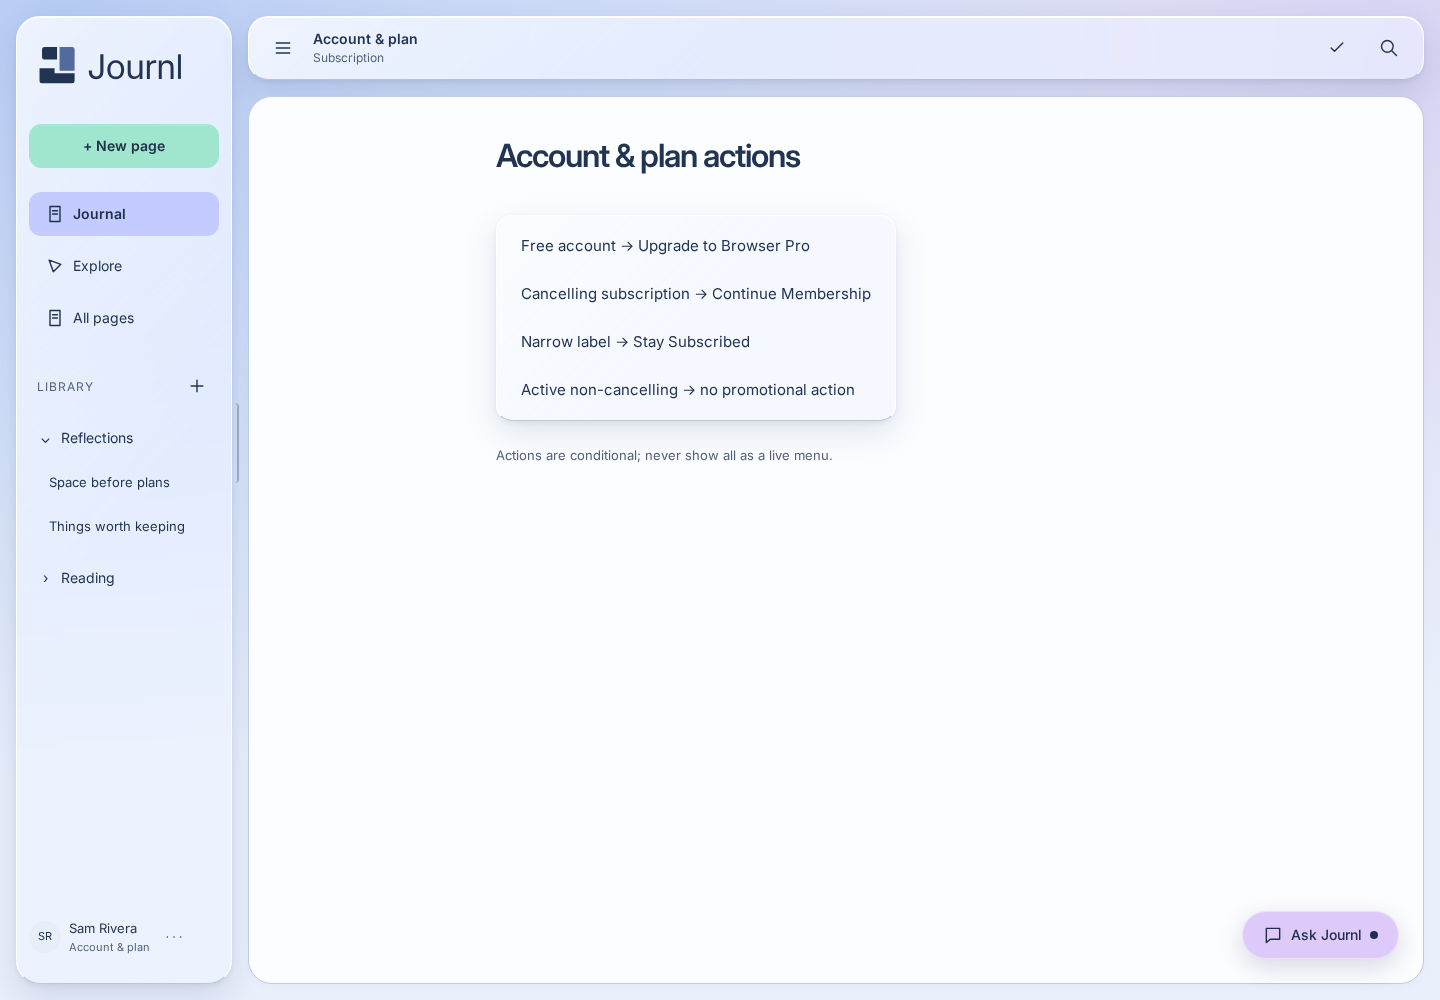 Journl
+ New page
Journal
Explore
All pages
LIBRARY
Reflections
Space before plans
Things worth keeping
Reading
SR
Sam Rivera
Account & plan
...
Account & plan
Subscription
Account & plan actions
Free account → Upgrade to Browser Pro
Cancelling subscription → Continue Membership
Narrow label → Stay Subscribed
Active non-cancelling → no promotional action
Actions are conditional; never show all as a live menu.
Ask Journl